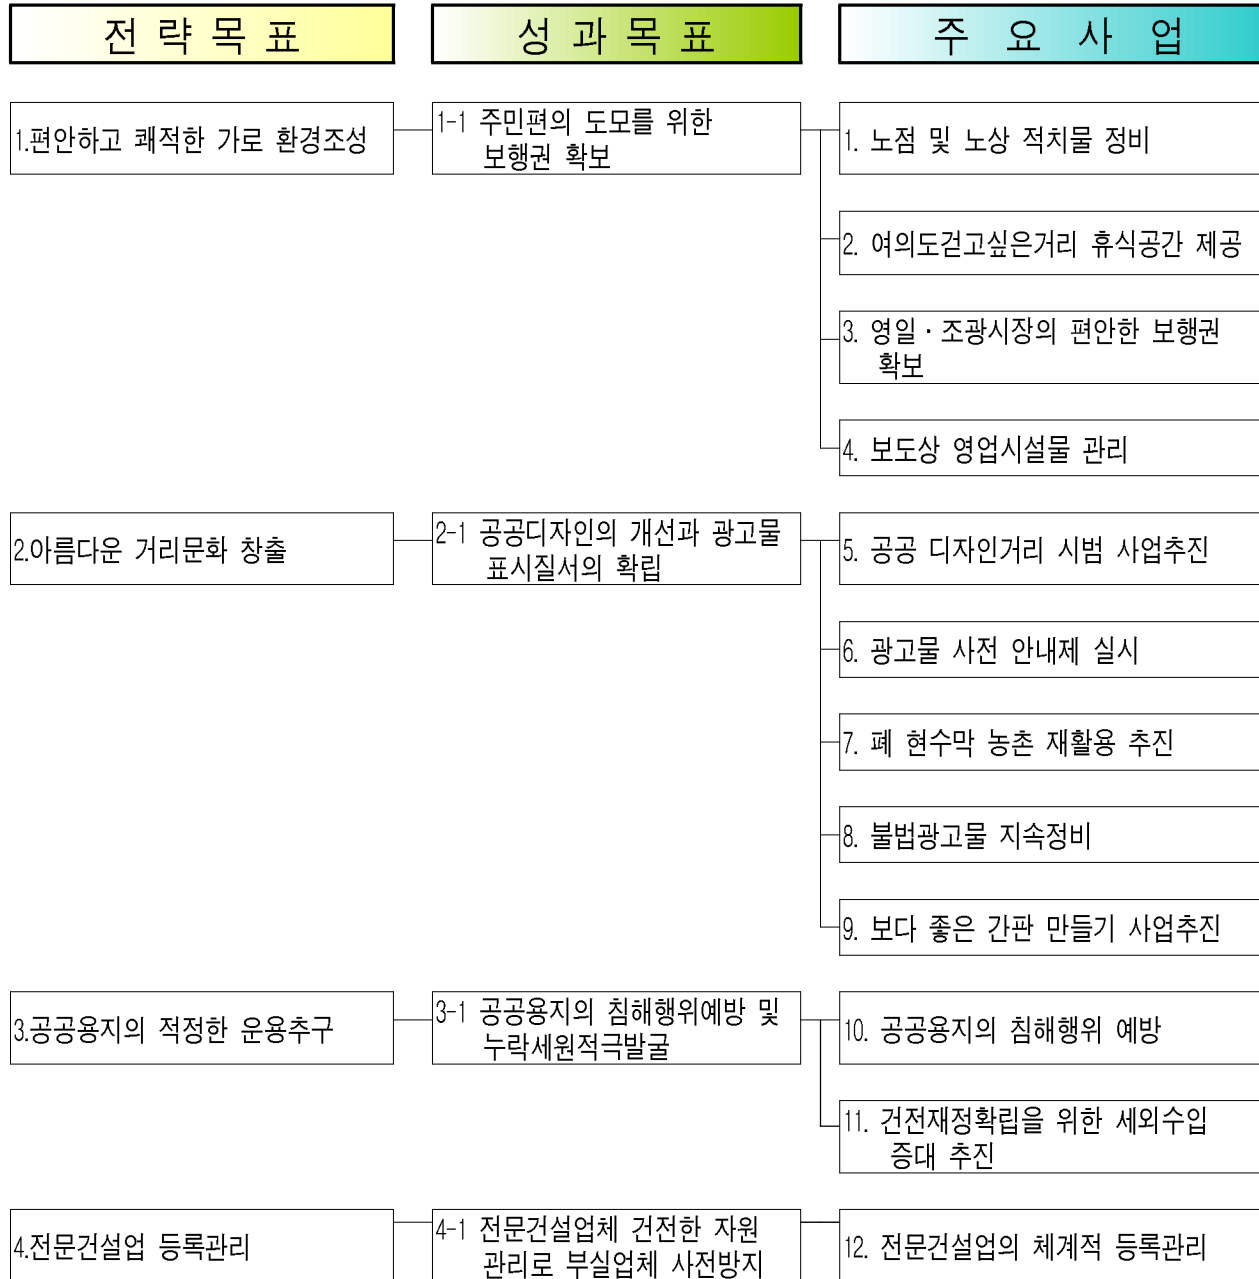 전 략 목 표
성 과 목 표
주 요 사 업
1.편안하고 쾌적한 가로 환경조성
1-1 주민편의 도모를 위한
보행권 확보
1. 노점 및 노상 적치물 정비
2. 여의도걷고싶은거리 휴식공간 제공
3. 영일·조광시장의 편안한 보행권
확보
4. 보도상 영업시설물 관리
2.아름다운 거리문화 창출
2-1 공공디자인의 개선과 광고물
표시질서의 확립
5. 공공 디자인거리 시범 사업추진
6. 광고물 사전 안내제 실시
7. 폐 현수막 농촌 재활용 추진
8. 불법광고물 지속정비
9. 보다 좋은 간판 만들기 사업추진
3.공공용지의 적정한 운용추구
3-1 공공용지의 침해행위예방 및
누락세원적극발굴
10. 공공용지의 침해행위 예방
11. 건전재정확립을 위한 세외수입
증대 추진
4.전문건설업 등록관리
4-1 전문건설업체 건전한 자원
관리로 부실업체 사전방지
12. 전문건설업의 체계적 등록관리